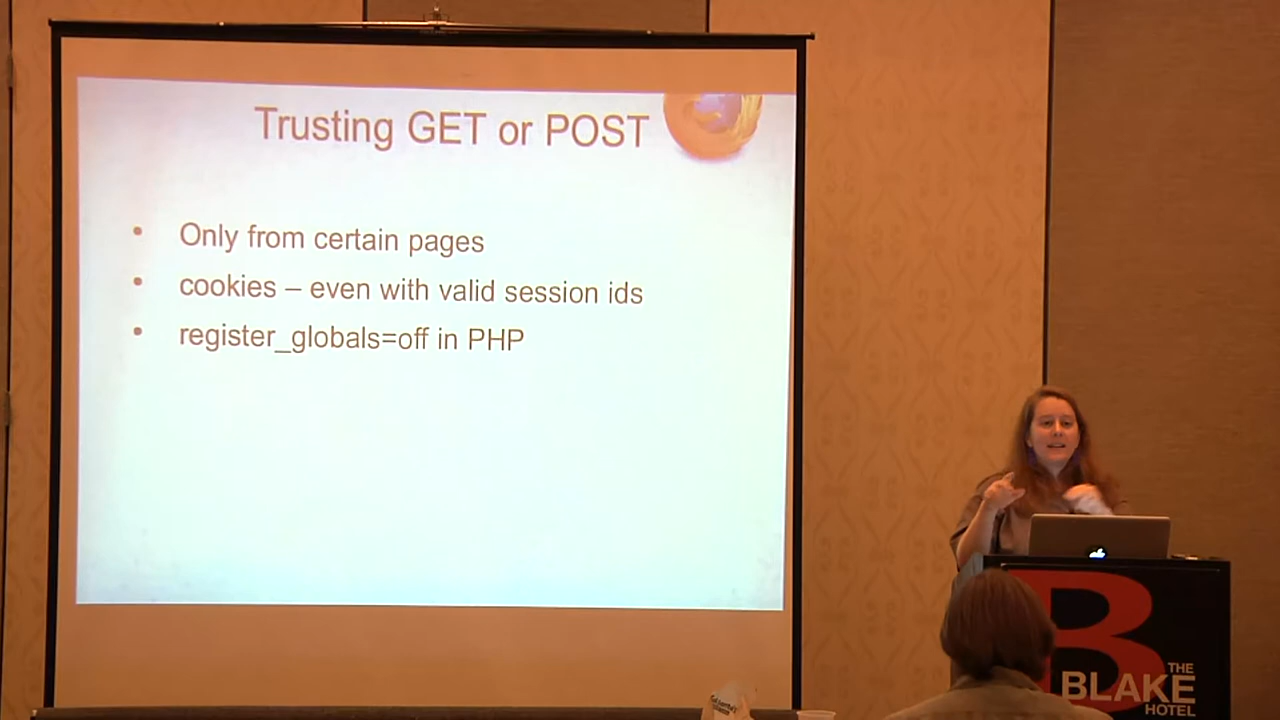 Trusting GET or POST
• Only from certain pages
• cookies – even with valid session ids
• register_globals=off in PHP
B
THE
BLAKE
HOTEL